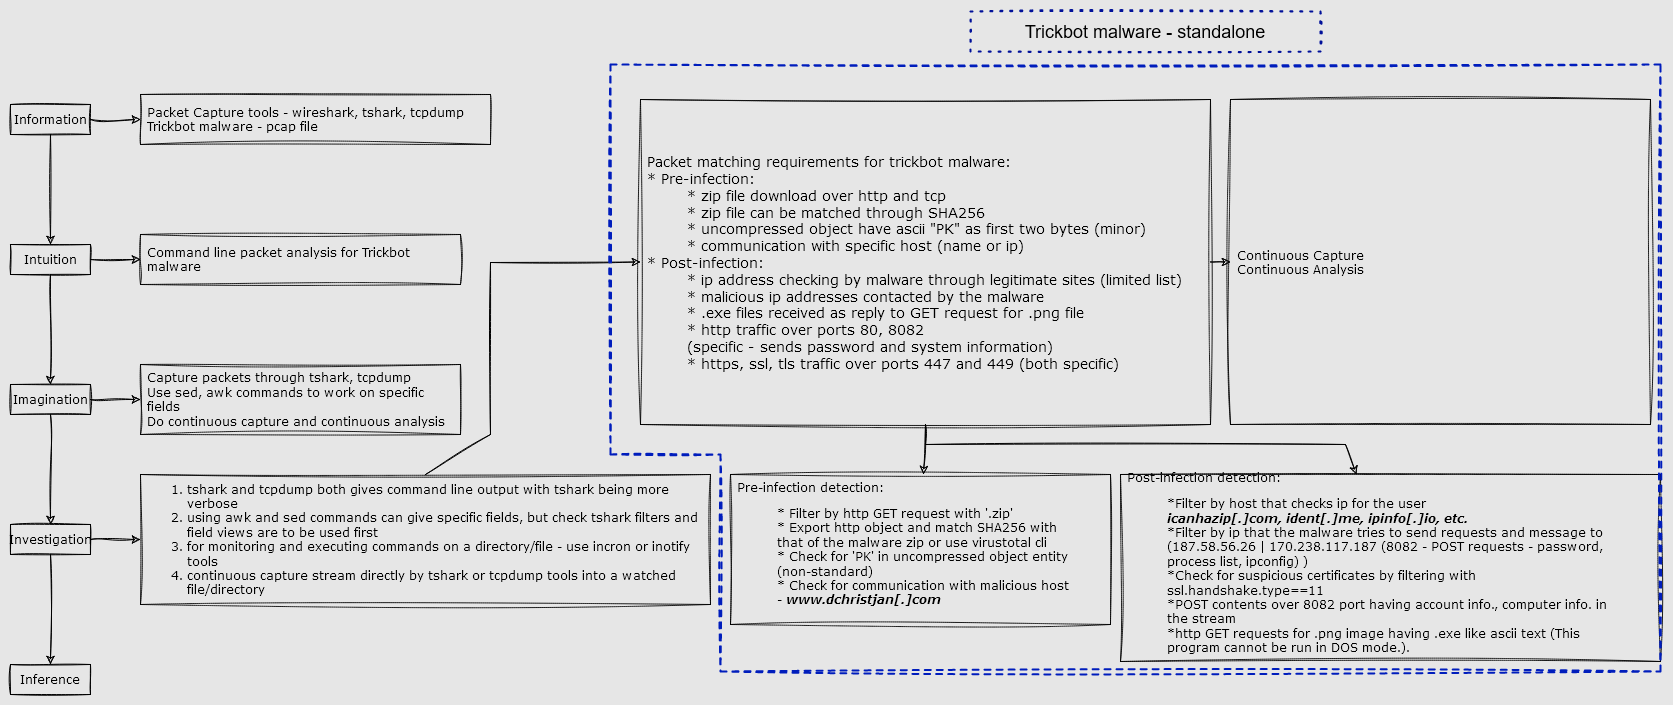 Trickbot malware - standalone
Information
Packet Capture tools - wireshark, tshark, tcpdump
Trickbot malware - pcap file
Intuition
Command line packet analysis for Trickbot
malware
Imagination
Capture packets through tshark, tcpdump
Use sed, awk commands to work on specific
fields
Do continuous capture and continuous analysis
Investigation
1. tshark and tcpdump both gives command line output with tshark being more
verbose
2. using awk and sed commands can give specific fields, but check tshark filters and
field views are to be used first
3. for monitoring and executing commands on a directory/file - use incron or inotify
tools
4. continuous capture stream directly by tshark or tcpdump tools into a watched
file/directory
Inference
Packet matching requirements for trickbot malware:
* Pre-infection:
* zip file download over http and tcp
* zip file can be matched through SHA256
* uncompressed object have ascii "PK" as first two bytes (minor)
* communication with specific host (name or ip)
* Post-infection:
* ip address checking by malware through legitimate sites (limited list)
* malicious ip addresses contacted by the malware
* .exe files received as reply to GET request for .png file
* http traffic over ports 80, 8082
(specific - sends password and system information)
* https, ssl, tls traffic over ports 447 and 449 (both specific)
Continuous Capture
Continuous Analysis
Pre-infection detection:
* Filter by http GET request with '.zip'
* Export http object and match SHA256 with
that of the malware zip or use virustotal cli
* Check for 'PK' in uncompressed object entity
(non-standard)
* Check for communication with malicious host
- www.dchristjan[.]com
Post-infection detection:
*Filter by host that checks ip for the user
icanhazip[.]com, ident[.]me, ipinfo[.]io, etc.
*Filter by ip that the malware tries to send requests and message to
(187.58.56.26 | 170.238.117.187 (8082 - POST requests - password,
process list, ipconfig) )
*Check for suspicious certificates by filtering with
ssl.handshake.type==11
*POST contents over 8082 port having account info., computer info. in
the stream
*http GET requests for .png image having .exe like ascii text (This
program cannot be run in DOS mode.).